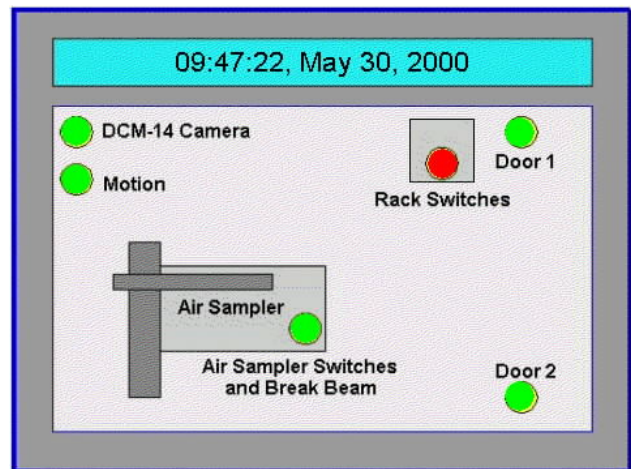 09:47:22, May 30, 2000
DCM-14 Camera
Motion
Door 1
Rack Switches
Air Sampler
Air Sampler Switches
and Break Beam
Door 2